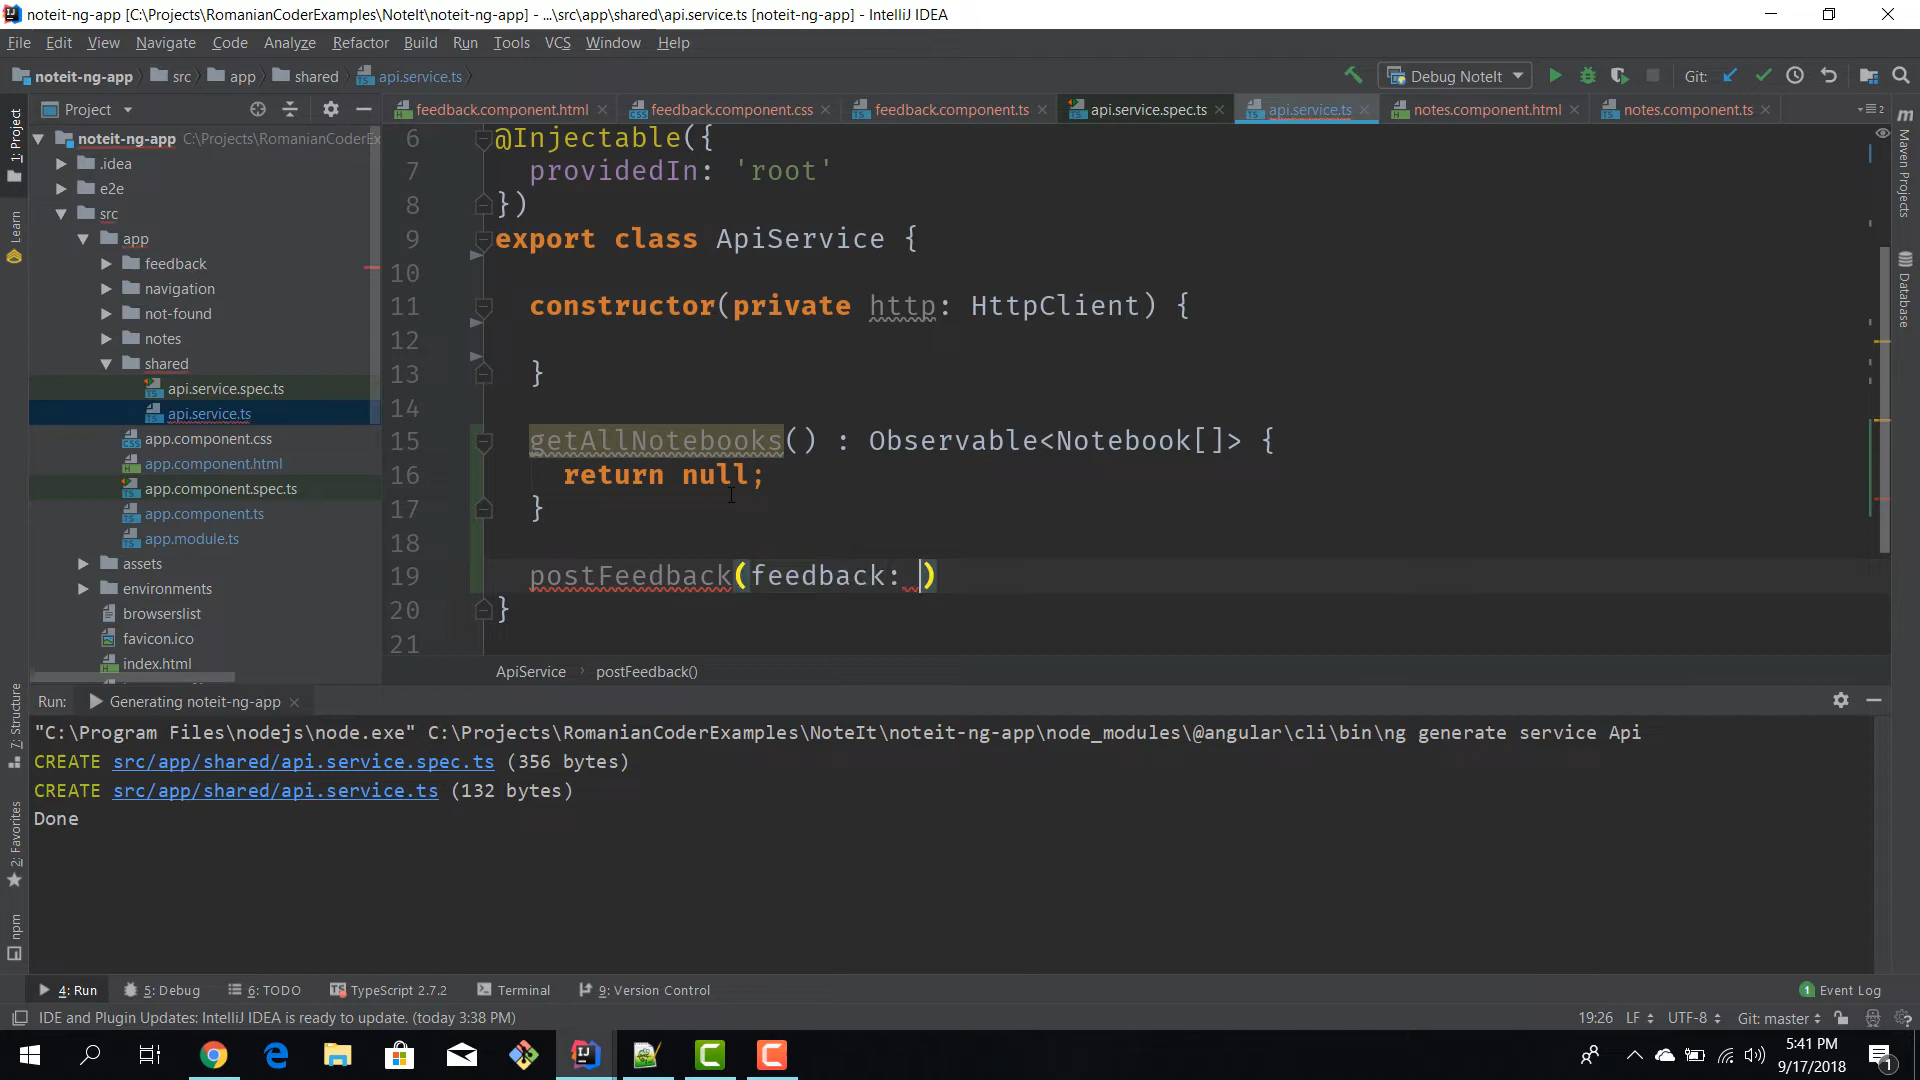 noteit-ng-app [C:\Projects\RomanianCoderExamples\NoteIt\noteit-ng-app] - ...\src\app\shared\api.service.ts [noteit-ng-app] - IntelliJ IDEA
File Edit View Navigate Code Analyze Refactor Build Run Tools VCS Window Help
noteit-ng-app src app shared api.service.ts Debug NoteIt Git:
Project feedback.component.html feedback.component.css feedback.component.ts api.service.spec.ts api.service.ts notes.component.html notes.component.ts 2
1: Project
Learn
7: Structure
2: Favorites
npm
Maven Projects
Database
noteit-ng-app C:\Projects\RomanianCoderEx
.idea
e2e
src
app
feedback
navigation
not-found
notes
shared
api.service.spec.ts
api.service.ts
app.component.css
app.component.html
app.component.spec.ts
app.component.ts
app.module.ts
assets
environments
browserslist
favicon.ico
index.html
6 @Injectable({
7 providedIn: 'root'
8 })
9 export class ApiService {
10
11 constructor(private http: HttpClient) {
12
13 }
14
15 getAllNotebooks() : Observable<Notebook[]> {
16 return null;
17 }
18
19 postFeedback(feedback: )
20 }
21
ApiService postFeedback()
Run: Generating noteit-ng-app
"C:\Program Files\nodejs\node.exe" C:\Projects\RomanianCoderExamples\NoteIt\noteit-ng-app\node_modules\@angular\cli\bin\ng generate service Api
CREATE src/app/shared/api.service.spec.ts (356 bytes)
CREATE src/app/shared/api.service.ts (132 bytes)
Done
4: Run 5: Debug 6: TODO TypeScript 2.7.2 Terminal 9: Version Control 1 Event Log
IDE and Plugin Updates: IntelliJ IDEA is ready to update. (today 3:38 PM) 19:26 LF UTF-8 Git: master
5:41 PM
9/17/2018
1